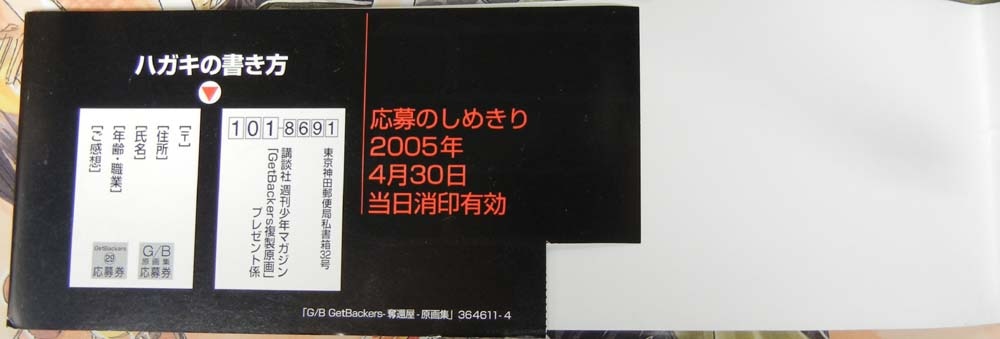 ハガキの書き方
[〒]
[住所]
[氏名]
[年齢・職業]
[ご感想]
GetBackers
29
応募券
G/B
原画集
応募券
101-8691
東京神田郵便局私書箱32号
講談社 週刊少年マガジン
「GetBackers複製原画」
プレゼント係
応募のしめきり
2005年
4月30日
当日消印有効
「G/B GetBackers-奪還屋-原画集」364611-4